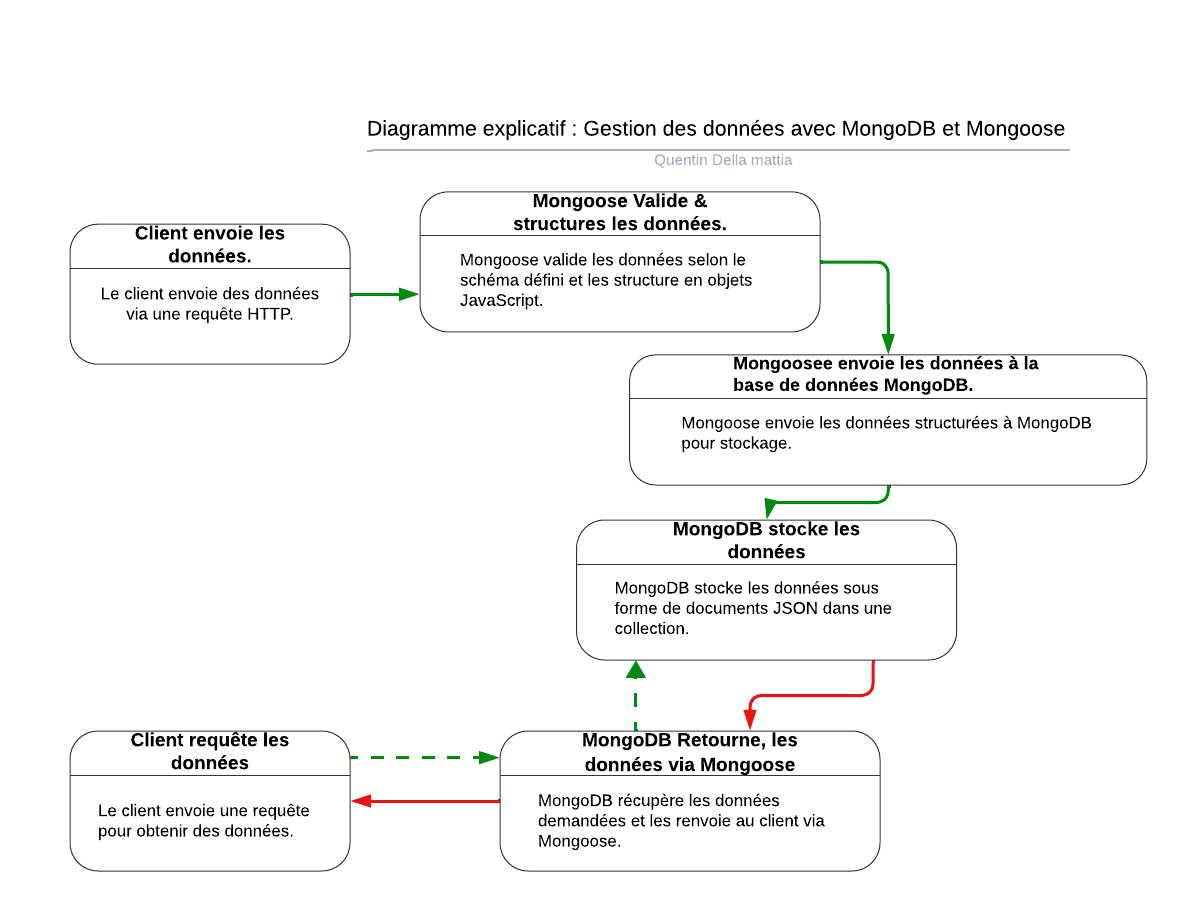 Diagramme explicatif : Gestion des données avec MongoDB et Mongoose
Quentin Della mattia
Client envoie les
données.
Le client envoie des données
via une requête HTTP.
Mongoose Valide &
structures les données.
Mongoose valide les données selon le
schéma défini et les structure en objets
JavaScript.
Mongoosee envoie les données à la
base de données MongoDB.
Mongoose envoie les données structurées à MongoDB
pour stockage.
MongoDB stocke les
données
MongoDB stocke les données sous
forme de documents JSON dans une
collection.
Client requête les
données
Le client envoie une requête
pour obtenir des données.
MongoDB Retourne, les
données via Mongoose
MongoDB récupère les données
demandées et les renvoie au client via
Mongoose.